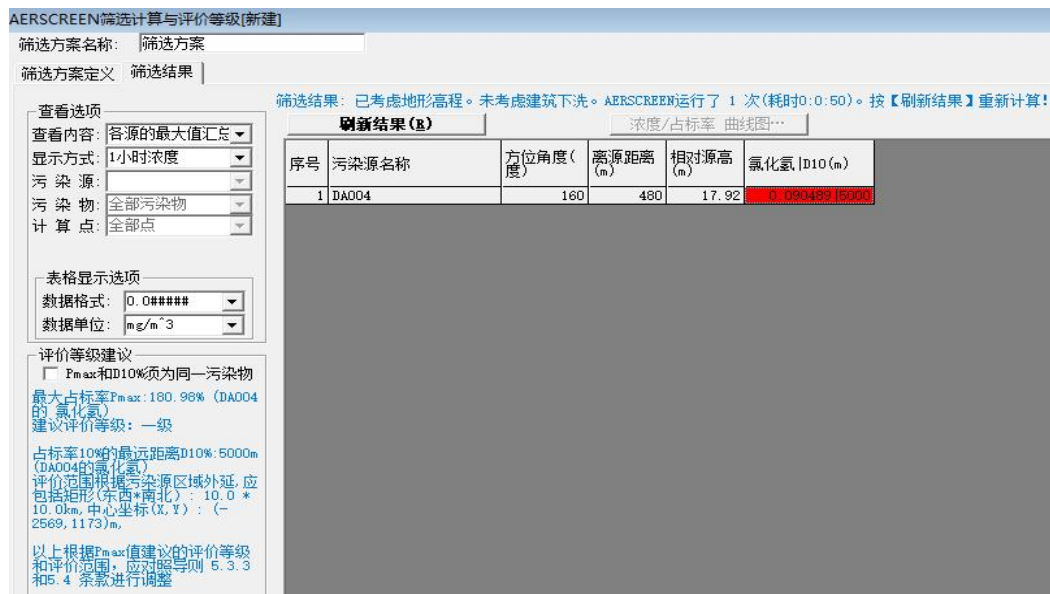 AERSCREEN筛选计算与评价等级[新建]
筛选方案名称： 筛选方案
筛选方案定义 筛选结果
筛选结果：已考虑地形高程。未考虑建筑下洗。AERSCREEN运行了 1 次(耗时0:0:50)。按【刷新结果】重新计算!
查看选项
查看内容: 各源的最大值汇总
显示方式: 1小时浓度
污 染 源:
污 染 物: 全部污染物
计 算 点: 全部点
刷新结果(R) 浓度/占标率 曲线图…
序号 污染源名称 方位角度(度) 离源距离(m) 相对源高(m) 氯化氢|D10(m)
1 DA004 160 480 17.92 0.090489|5000
表格显示选项
数据格式: 0.0#####
数据单位: mg/m^3
评价等级建议
Pmax和D10%须为同一污染物
最大占标率Pmax:180.98% (DA004
的 氯化氢)
建议评价等级: 一级
占标率10%的最远距离D10%:5000m
(DA004的氯化氢)
评价范围根据污染源区域外延,应
包括矩形(东西*南北) : 10.0 *
10.0km,中心坐标(X,Y) : (-
2569,1173)m,
以上根据Pmax值建议的评价等级
和评价范围，应对照导则 5.3.3
和5.4 条款进行调整